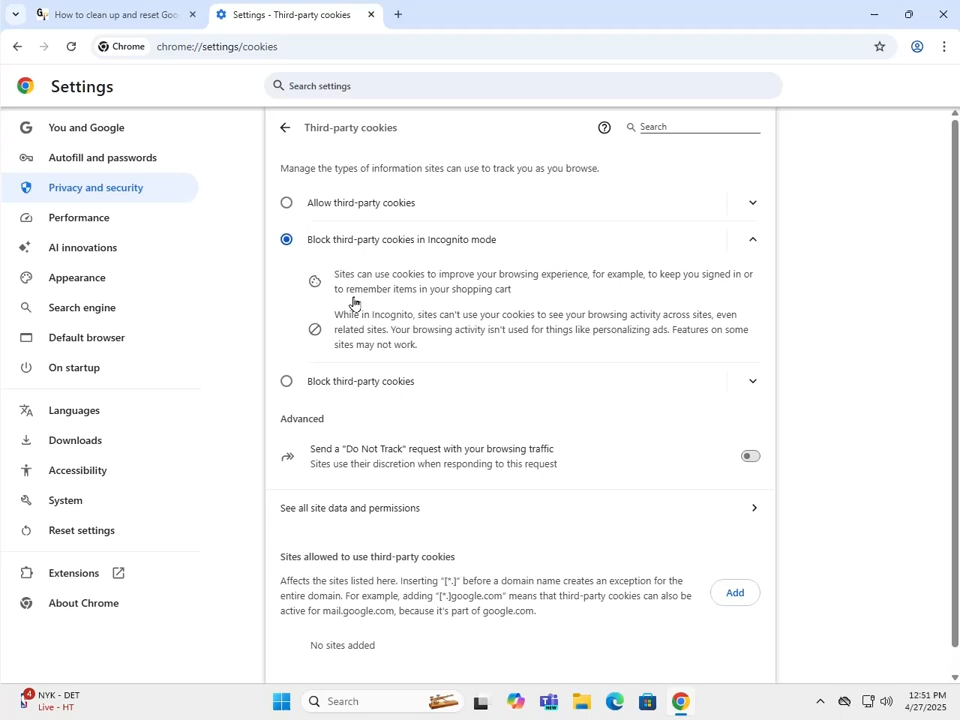 How to clean up and reset Goo
Settings - Third-party cookies
Chrome
chrome://settings/cookies
Settings
Search settings
You and Google
Autofill and passwords
Privacy and security
Performance
AI innovations
Appearance
Search engine
Default browser
On startup
Languages
Downloads
Accessibility
System
Reset settings
Extensions
About Chrome
Third-party cookies
Search
Manage the types of information sites can use to track you as you browse.
Allow third-party cookies
Block third-party cookies in Incognito mode
Sites can use cookies to improve your browsing experience, for example, to keep you signed in or
to remember items in your shopping cart
While in Incognito, sites can't use your cookies to see your browsing activity across sites, even
related sites. Your browsing activity isn't used for things like personalizing ads. Features on some
sites may not work.
Block third-party cookies
Advanced
Send a "Do Not Track" request with your browsing traffic
Sites use their discretion when responding to this request
See all site data and permissions
Sites allowed to use third-party cookies
Affects the sites listed here. Inserting "[*.]" before a domain name creates an exception for the
entire domain. For example, adding "[*.]google.com" means that third-party cookies can also be
active for mail.google.com, because it's part of google.com.
Add
No sites added
4
NYK - DET
Live - HT
Search
12:51 PM
4/27/2025